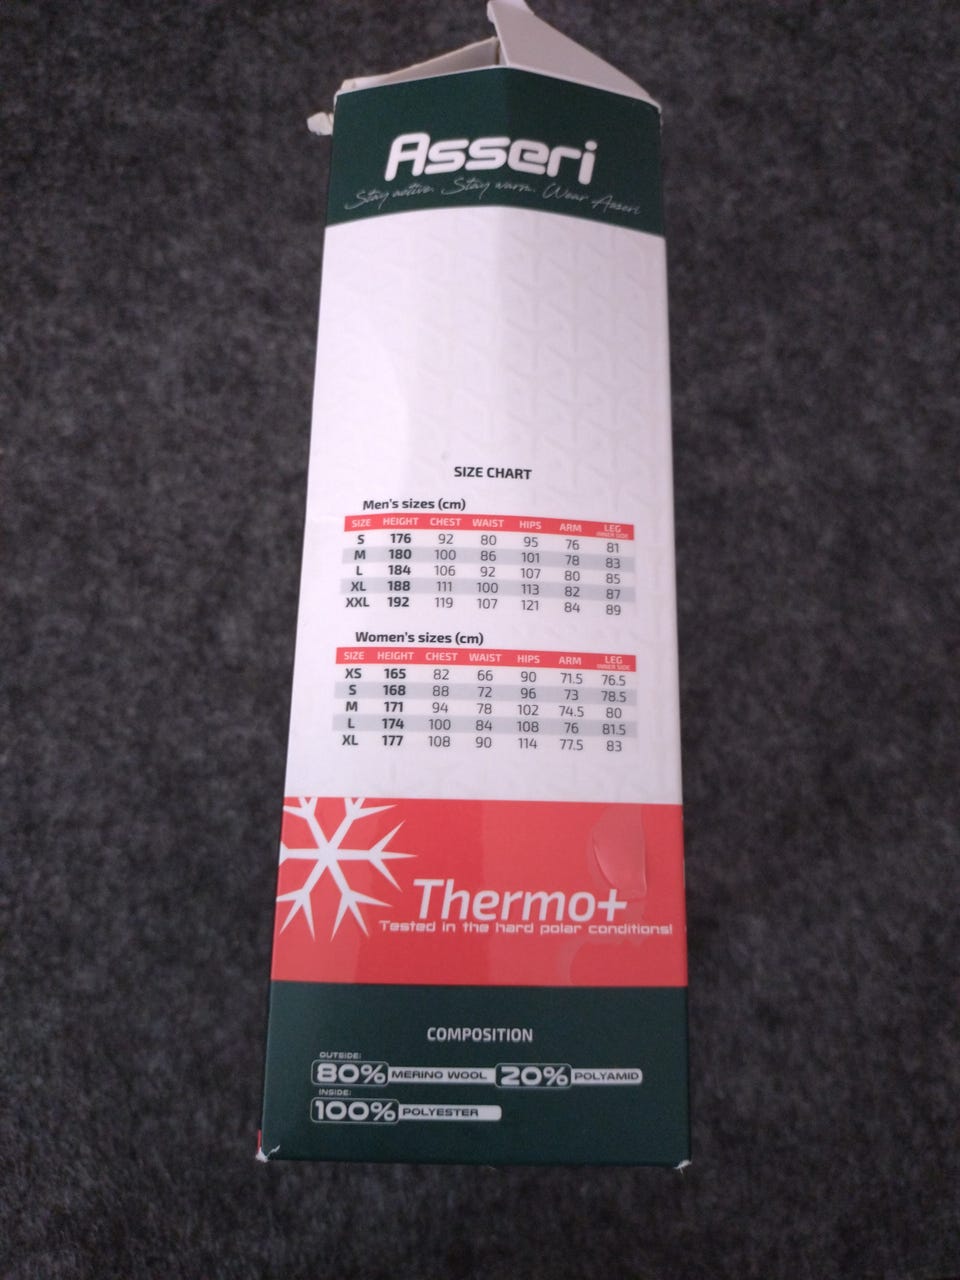 Asseri
Stay active. Stay warm. Wear Asseri
SIZE CHART
Men's sizes (cm)
SIZE HEIGHT CHEST WAIST HIPS ARM LEG INNER SIDE
S 176 92 80 95 76 81
M 180 100 86 101 78 83
L 184 106 92 107 80 85
XL 188 111 100 113 82 87
XXL 192 119 107 121 84 89
Women's sizes (cm)
SIZE HEIGHT CHEST WAIST HIPS ARM LEG INNER SIDE
XS 165 82 66 90 71.5 76.5
S 168 88 72 96 73 78.5
M 171 94 78 102 74.5 80
L 174 100 84 108 76 81.5
XL 177 108 90 114 77.5 83
Thermo+
Tested in the hard polar conditions!
COMPOSITION
OUTSIDE:
80% MERINO WOOL 20% POLYAMID
INSIDE:
100% POLYESTER